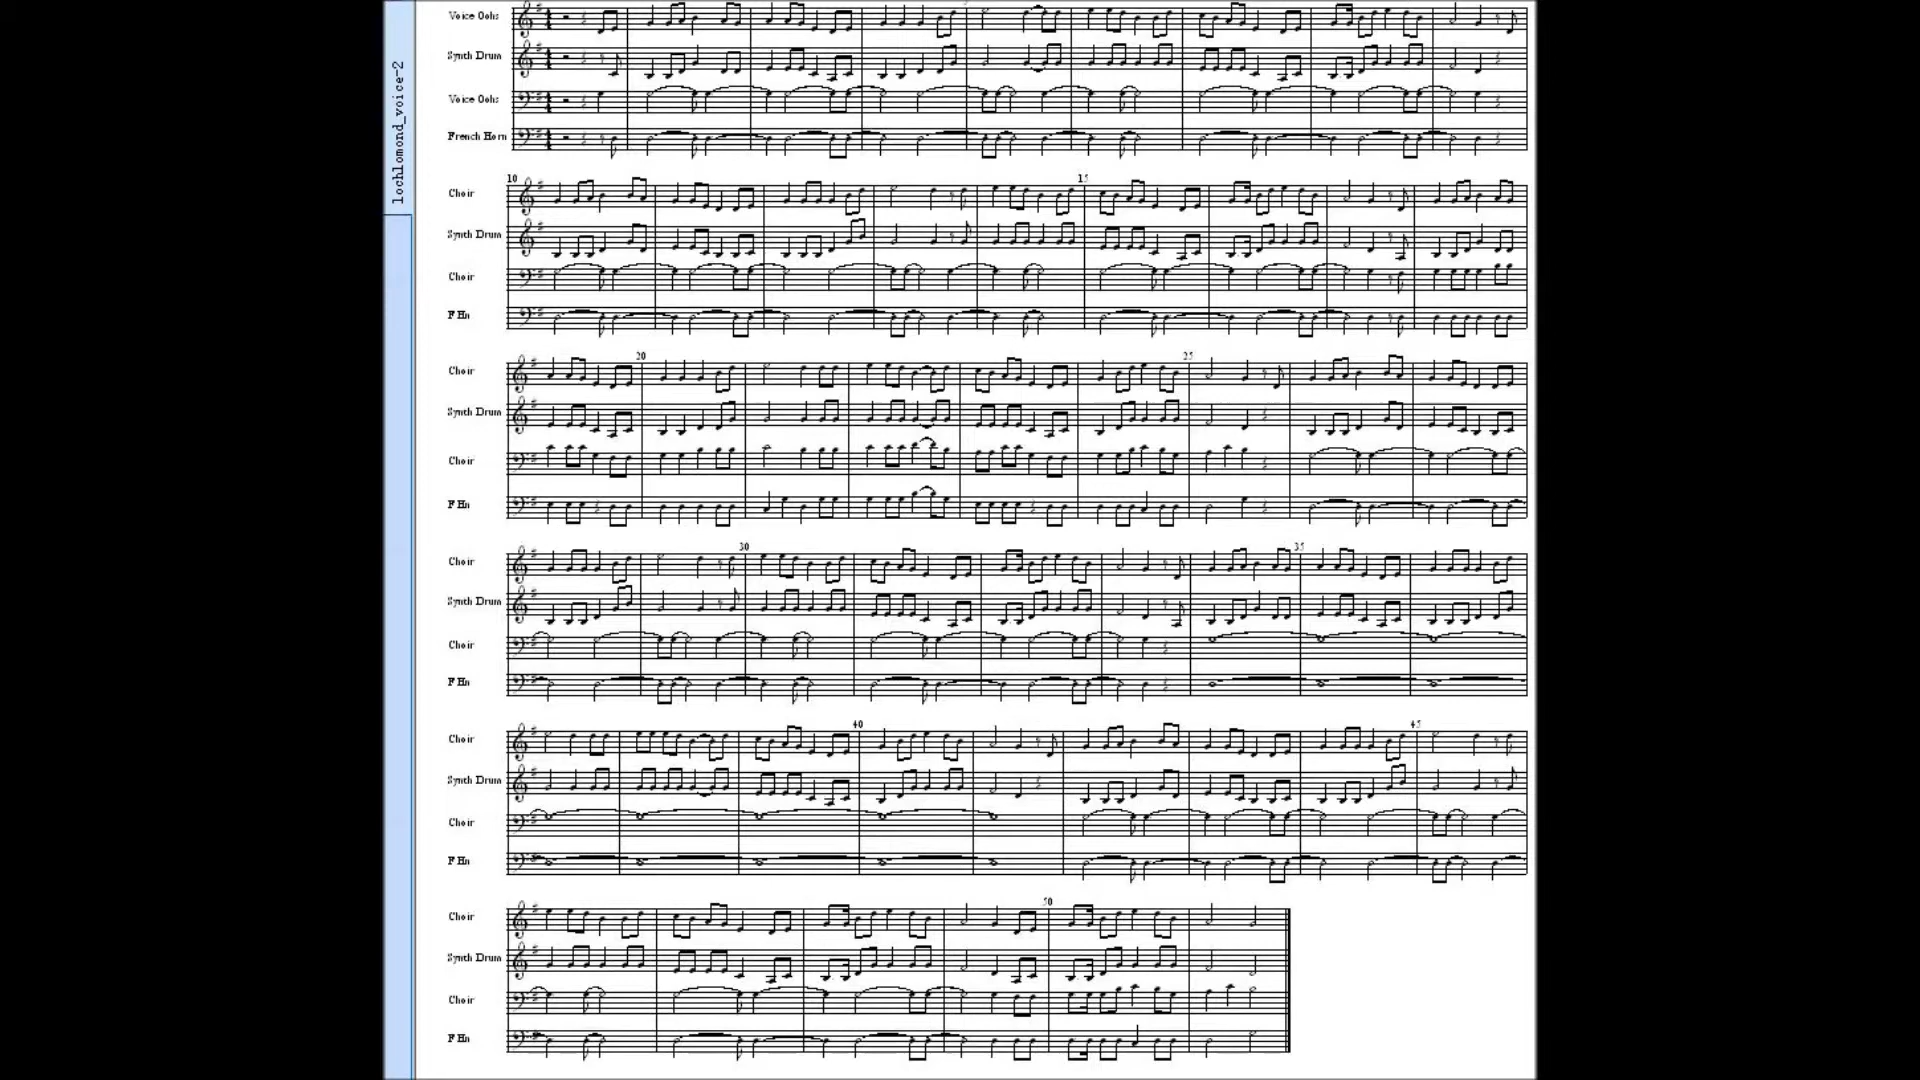 lochlomond_voice-2
Voice Oohs
Synth Drum
Voice Oohs
French Horn
10
15
Choir
Synth Drum
Choir
F Hn
20
25
Choir
Synth Drum
Choir
F Hn
30
35
Choir
Synth Drum
Choir
F Hn
40
45
Choir
Synth Drum
Choir
F Hn
50
Choir
Synth Drum
Choir
F Hn